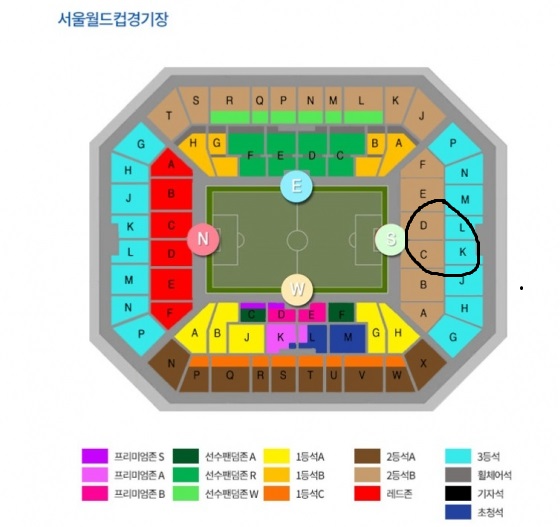 서울월드컵경기장
T S R Q P N M L K J
H G F E D C B A
G A F P
H B E N
J C D L M
L D C K
M E B J
N F A H
P G
E
N S
W
C D E F
A B J K L M G H
N P Q R S T U V W X
프리미엄존 S 선수팬덤존 A 1등석A 2등석A 3등석
프리미엄존 A 선수팬덤존 R 1등석B 2등석B 휠체어석
프리미엄존 B 선수팬덤존 W 1등석C 레드존 기자석
초청석